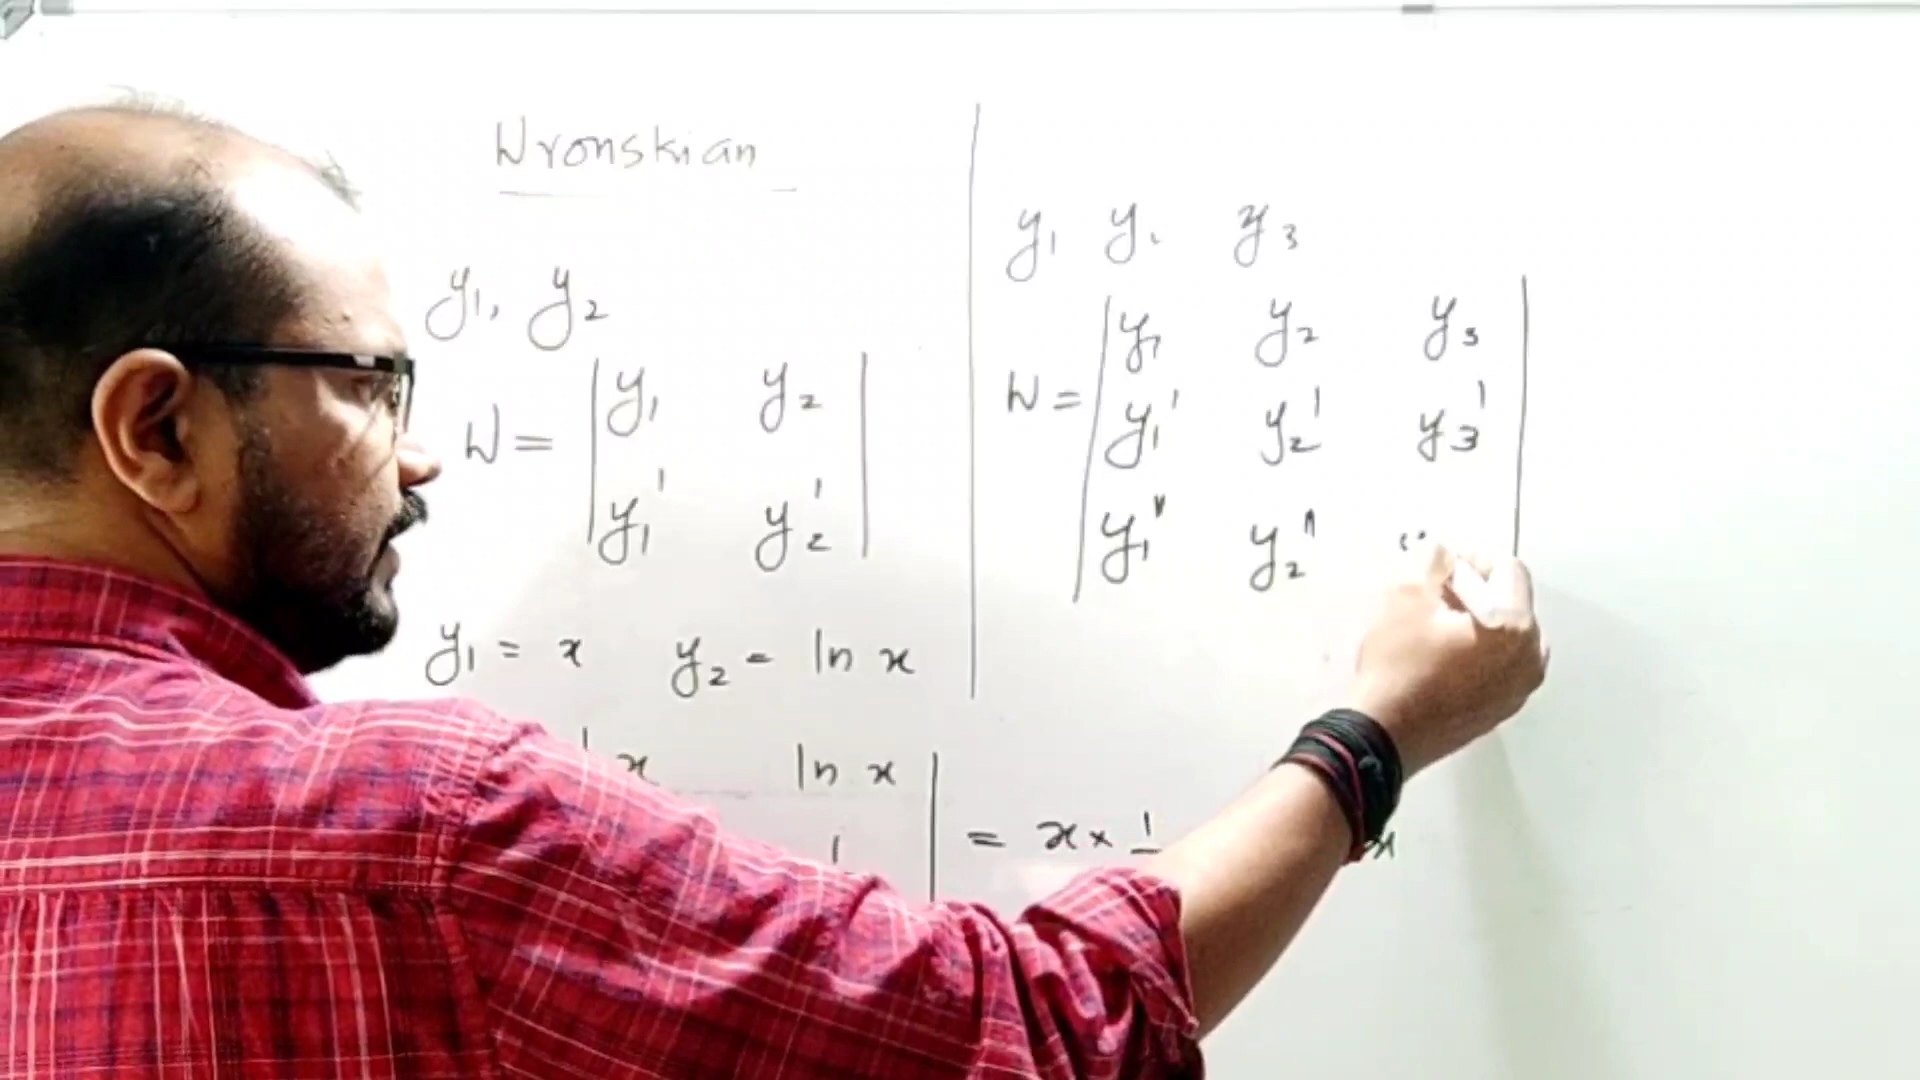 Wronskian
y₁, y₂
W = | y₁ y₂ |
| y₁' y₂' |
y₁ = x y₂ = ln x
x ln x |
1 | = x × 1 x
y₁ y₂ y₃
W = | y₁ y₂ y₃ |
| y₁' y₂' y₃' |
| y₁'' y₂''